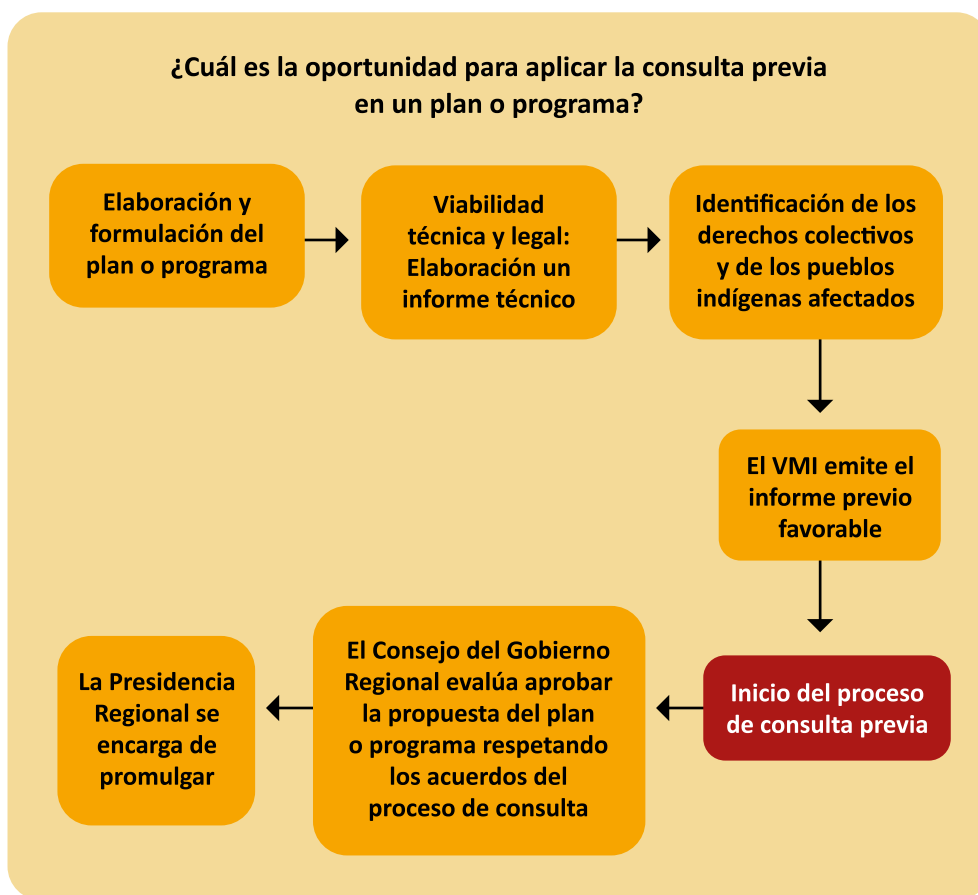 ¿Cuál es la oportunidad para aplicar la consulta previa
en un plan o programa?
Elaboración y
formulación del
plan o programa
Viabilidad
técnica y legal:
Elaboración un
informe técnico
Identificación de los
derechos colectivos
y de los pueblos
indígenas afectados
El VMI emite el
informe previo
favorable
Inicio del proceso
de consulta previa
El Consejo del Gobierno
Regional evalúa aprobar
la propuesta del plan
o programa respetando
los acuerdos del
proceso de consulta
La Presidencia
Regional se
encarga de
promulgar